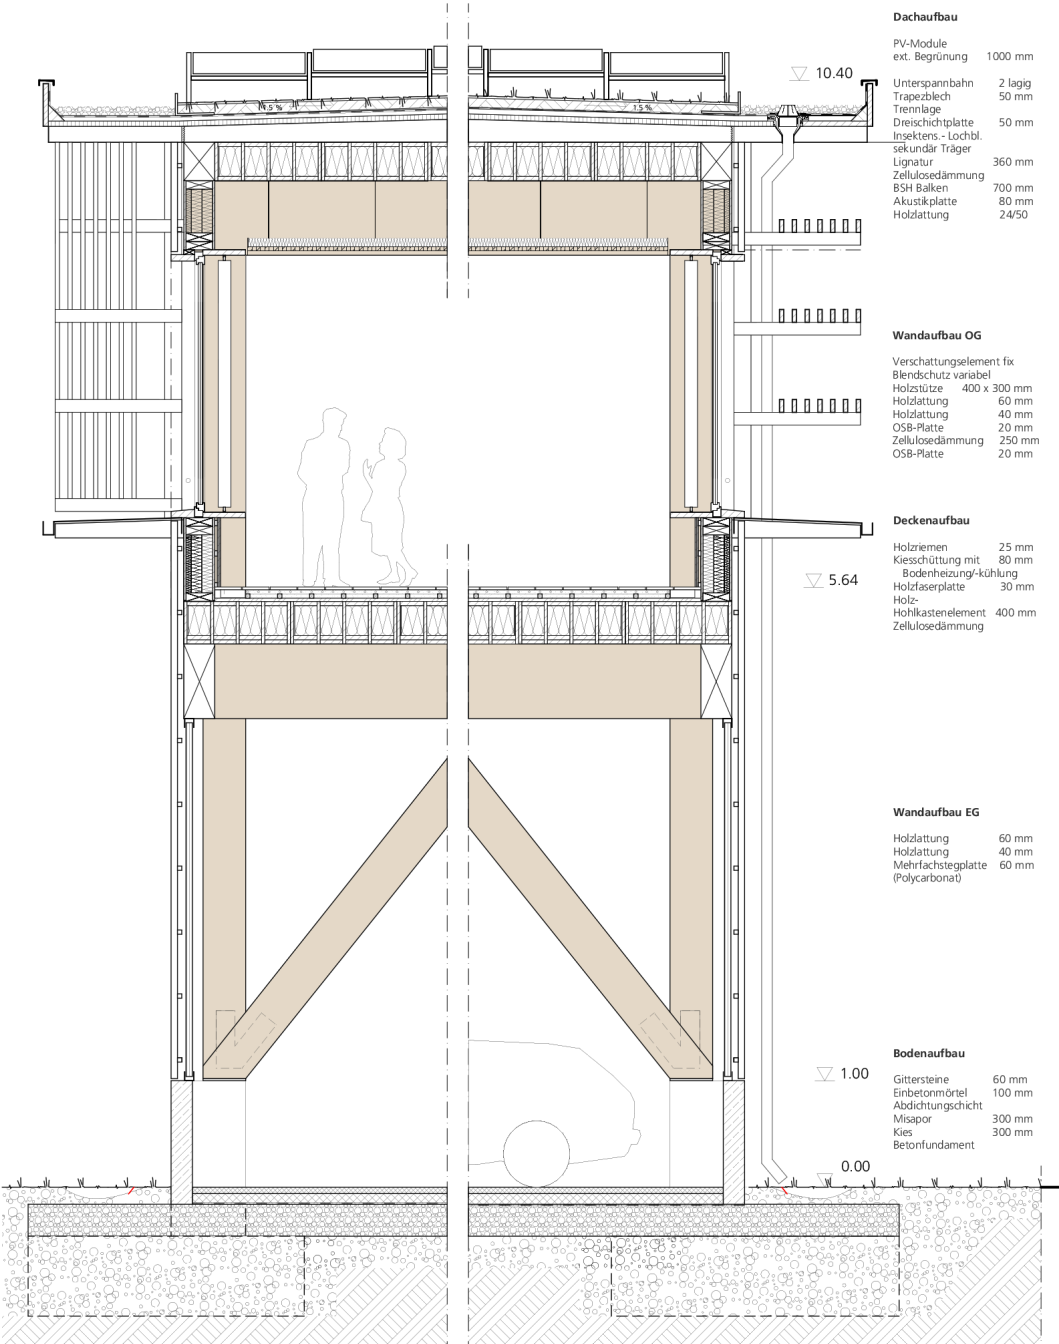 Dachaufbau
PV-Module
ext. Begrünung 1000 mm
Unterspannbahn 2 lagig
Trapezblech 50 mm
Trennlage
Dreischichtplatte 50 mm
Insektens.- Lochbl.
sekundär Träger
Lignatur 360 mm
Zellulosedämmung
BSH Balken 700 mm
Akustikplatte 80 mm
Holzlattung 24/50
10.40
1.5 %
1.5 %
Wandaufbau OG
Verschattungselement fix
Blendschutz variabel
Holzstütze 400 x 300 mm
Holzlattung 60 mm
Holzlattung 40 mm
OSB-Platte 20 mm
Zellulosedämmung 250 mm
OSB-Platte 20 mm
Deckenaufbau
Holzriemen 25 mm
Kiesschüttung mit 80 mm
Bodenheizung/-kühlung
Holzfaserplatte 30 mm
Holz-
Hohlkastenelement 400 mm
Zellulosedämmung
5.64
Wandaufbau EG
Holzlattung 60 mm
Holzlattung 40 mm
Mehrfachstegplatte 60 mm
(Polycarbonat)
Bodenaufbau
Gittersteine 60 mm
Einbetonmörtel 100 mm
Abdichtungschicht
Misapor 300 mm
Kies 300 mm
Betonfundament
1.00
0.00